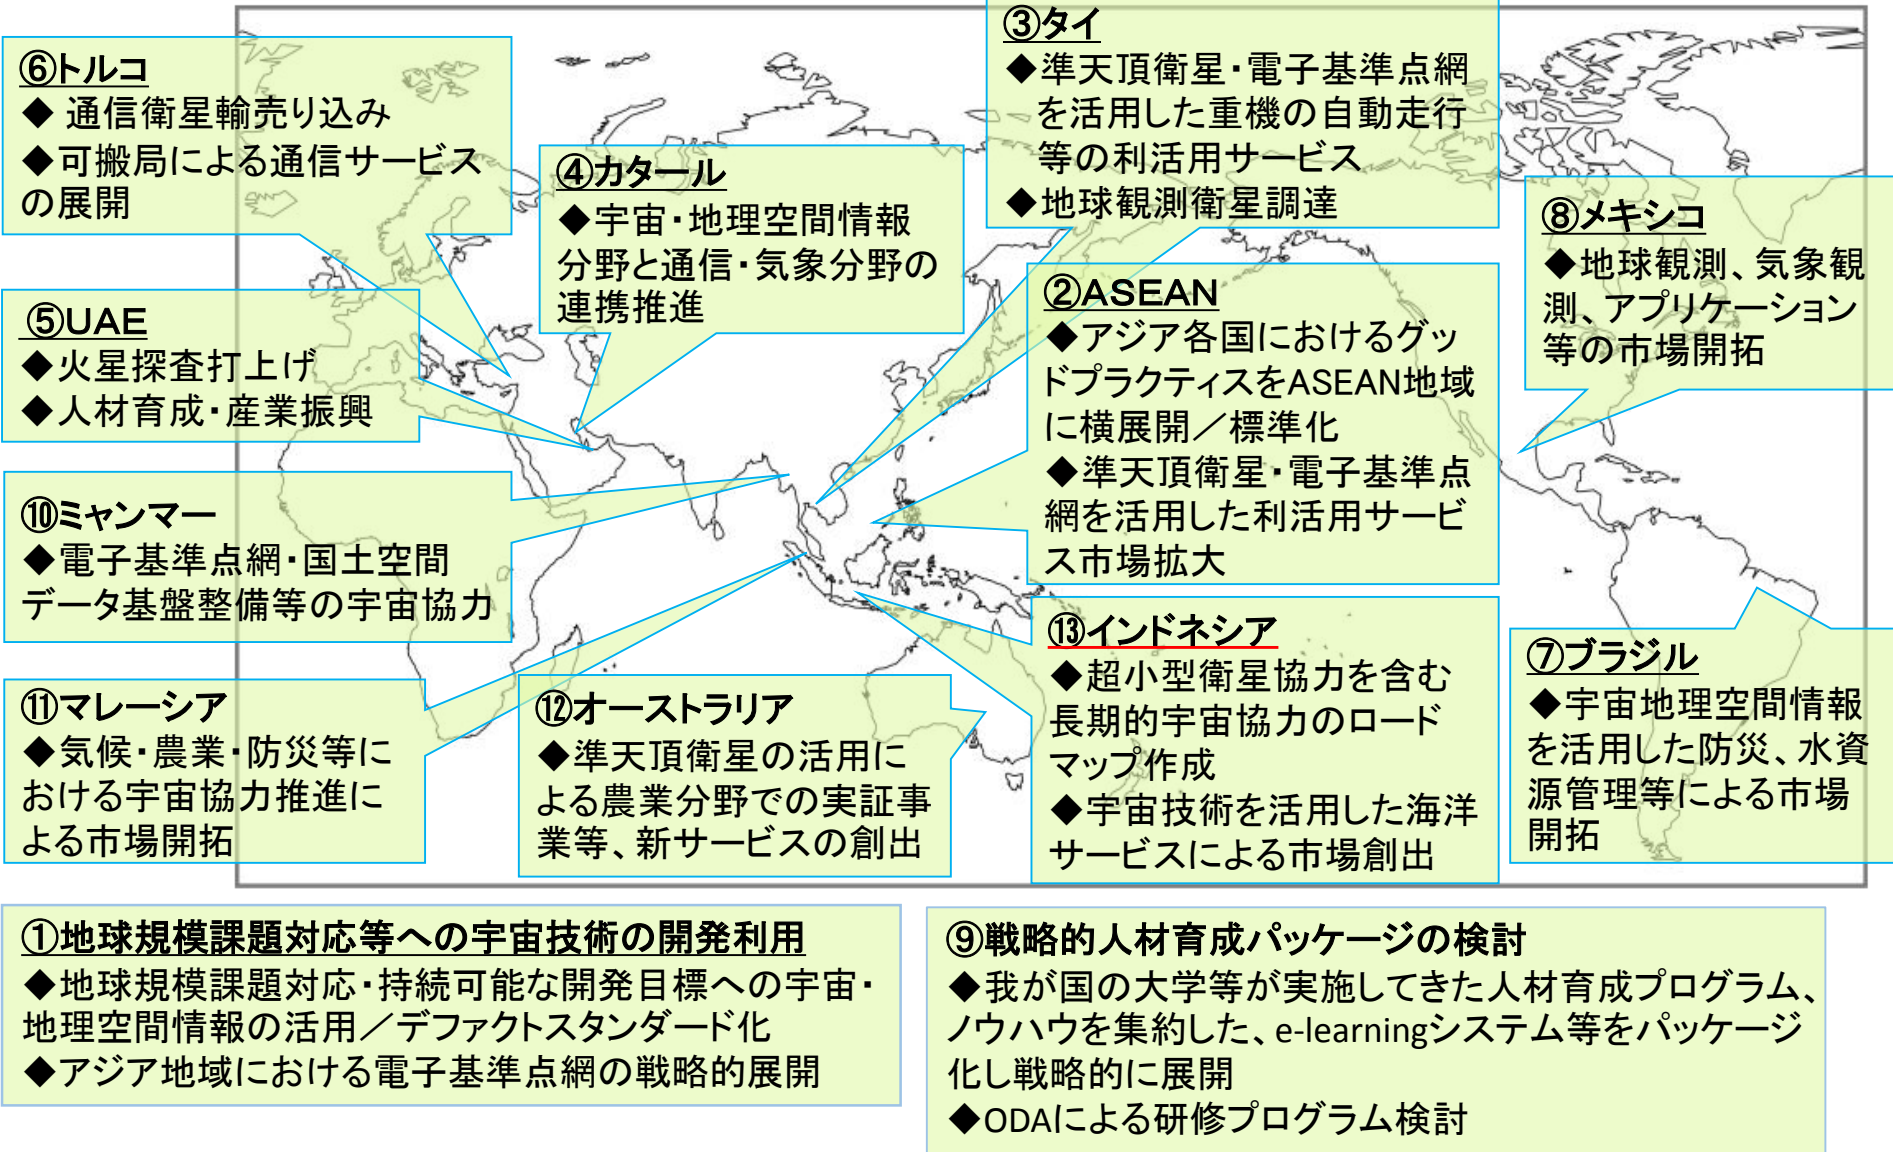 ⑥トルコ
◆ 通信衛星輸売り込み
◆可搬局による通信サービス
の展開
③タイ
◆準天頂衛星・電子基準点網
を活用した重機の自動走行
等の利活用サービス
◆地球観測衛星調達
④カタール
◆宇宙・地理空間情報
分野と通信・気象分野の
連携推進
⑧メキシコ
◆地球観測、気象観
測、アプリケーション
等の市場開拓
⑤UAE
◆火星探査打上げ
◆人材育成・産業振興
②ASEAN
◆アジア各国におけるグッ
ドプラクティスをASEAN地域
に横展開／標準化
◆準天頂衛星・電子基準点
網を活用した利活用サービ
ス市場拡大
⑩ミャンマー
◆電子基準点網・国土空間
データ基盤整備等の宇宙協力
⑪マレーシア
◆気候・農業・防災等に
おける宇宙協力推進に
よる市場開拓
⑫オーストラリア
◆準天頂衛星の活用に
よる農業分野での実証事
業等、新サービスの創出
⑬インドネシア
◆超小型衛星協力を含む
長期的宇宙協力のロード
マップ作成
◆宇宙技術を活用した海洋
サービスによる市場創出
⑦ブラジル
◆宇宙地理空間情報
を活用した防災、水資
源管理等による市場
開拓
①地球規模課題対応等への宇宙技術の開発利用
◆地球規模課題対応・持続可能な開発目標への宇宙・
地理空間情報の活用／デファクトスタンダード化
◆アジア地域における電子基準点網の戦略的展開
⑨戦略的人材育成パッケージの検討
◆我が国の大学等が実施してきた人材育成プログラム、
ノウハウを集約した、e-learningシステム等をパッケージ
化し戦略的に展開
◆ODAによる研修プログラム検討